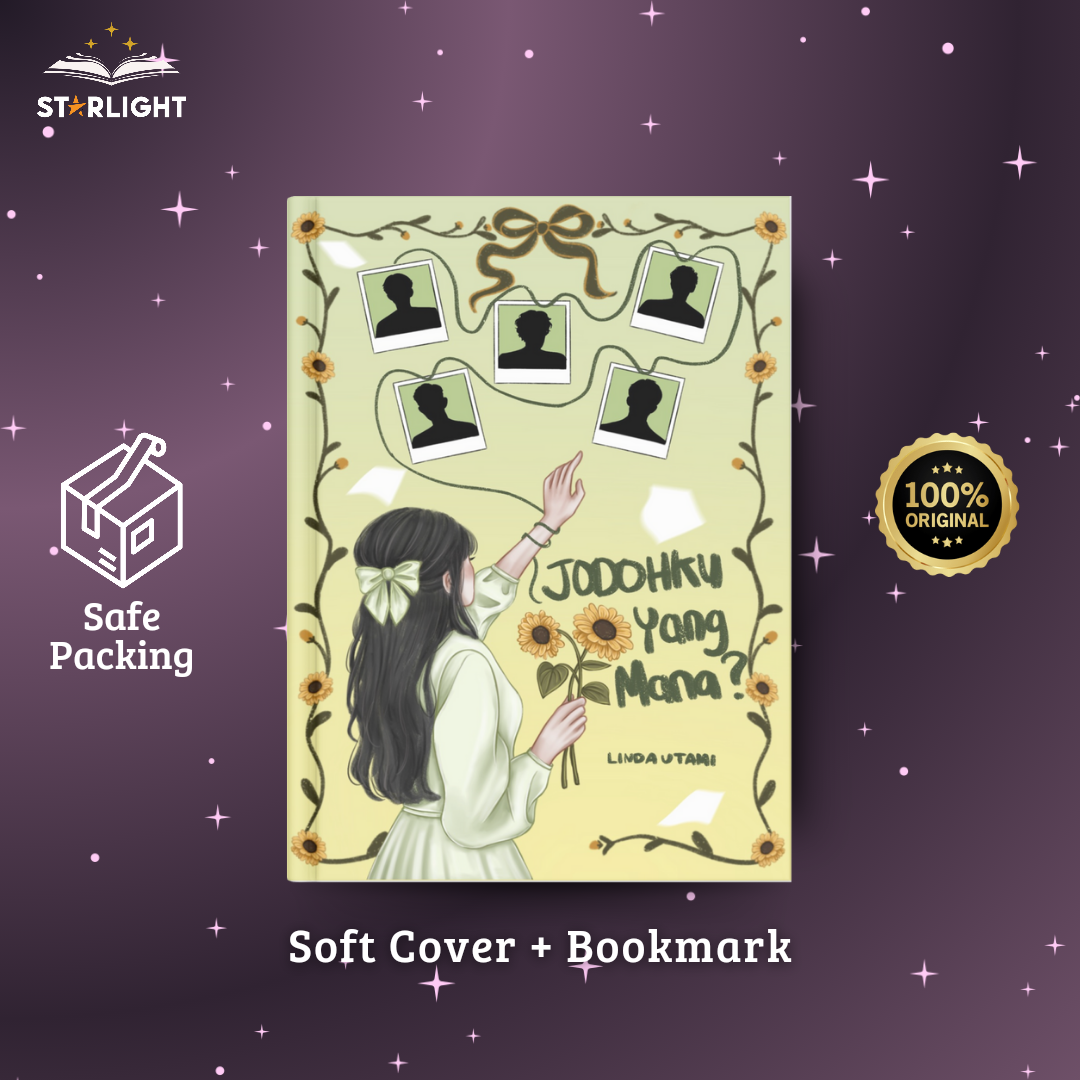 STARLIGHT
JODOHKU
Yang
Mana?
LINDA UTAMI
Safe
Packing
100%
ORIGINAL
Soft Cover + Bookmark